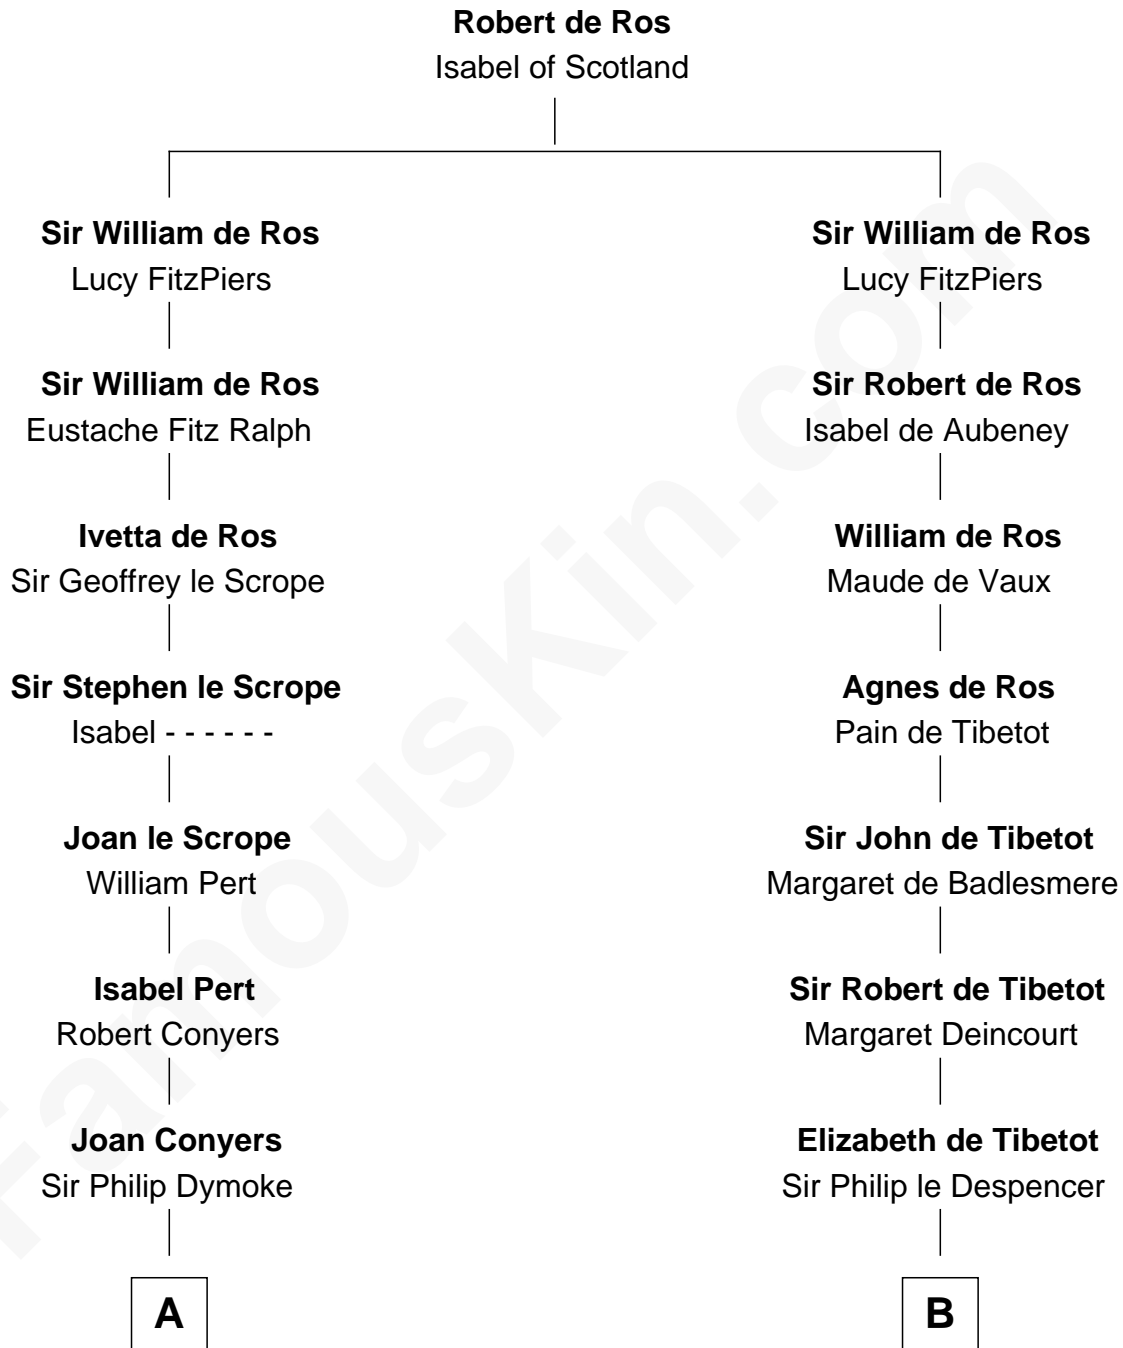 Robert de Ros
Isabel of Scotland
Sir William de Ros
Lucy FitzPiers
Sir William de Ros
Eustache Fitz Ralph
Ivetta de Ros
Sir Geoffrey le Scrope
Sir Stephen le Scrope
Isabel - - - - - -
Joan le Scrope
William Pert
Isabel Pert
Robert Conyers
Joan Conyers
Sir Philip Dymoke
A
Sir William de Ros
Lucy FitzPiers
Sir Robert de Ros
Isabel de Aubeney
William de Ros
Maude de Vaux
Agnes de Ros
Pain de Tibetot
Sir John de Tibetot
Margaret de Badlesmere
Sir Robert de Tibetot
Margaret Deincourt
Elizabeth de Tibetot
Sir Philip le Despencer
B
FamousKin.com